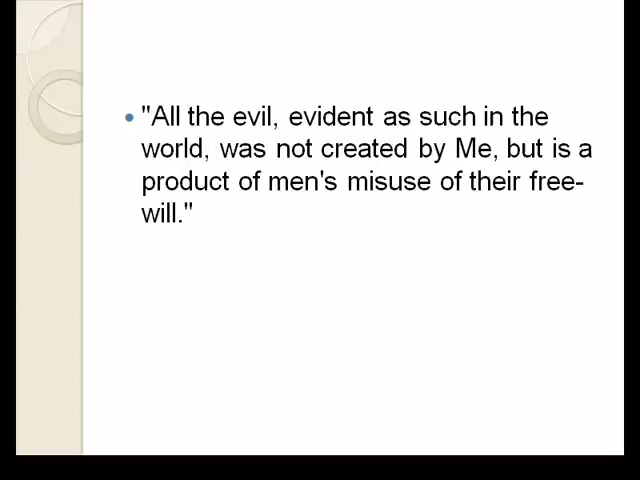 "All the evil, evident as such in the
world, was not created by Me, but is a
product of men's misuse of their free-
will."